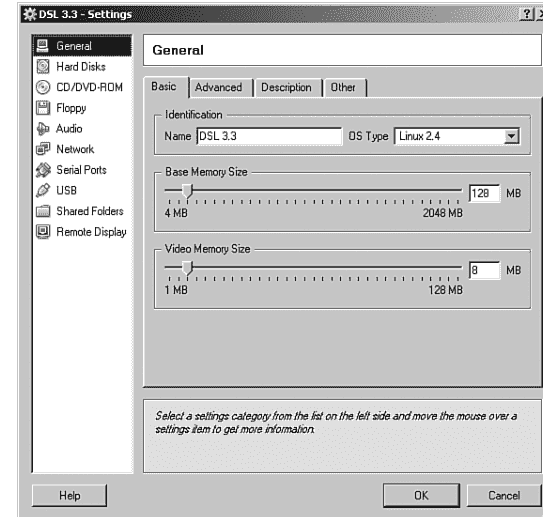 DSL 3.3 - Settings
General
Hard Disks
CD/DVD-ROM
Floppy
Audio
Network
Serial Ports
USB
Shared Folders
Remote Display
General
Basic Advanced Description Other
Identification
Name DSL 3.3 OS Type Linux 2.4
Base Memory Size
128 MB
4 MB 2048 MB
Video Memory Size
8 MB
1 MB 128 MB
Select a settings category from the list on the left side and move the mouse over a
settings item to get more information.
Help OK Cancel